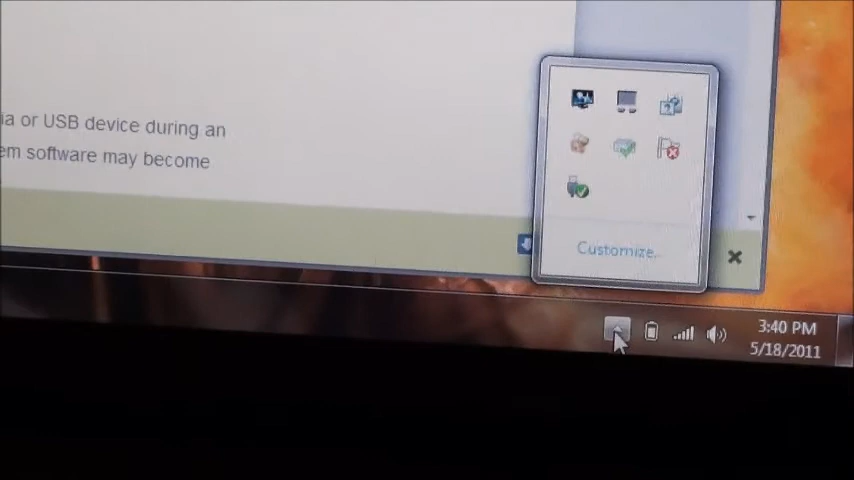 ia or USB device during an
em software may become
Customize..
3:40 PM
5/18/2011